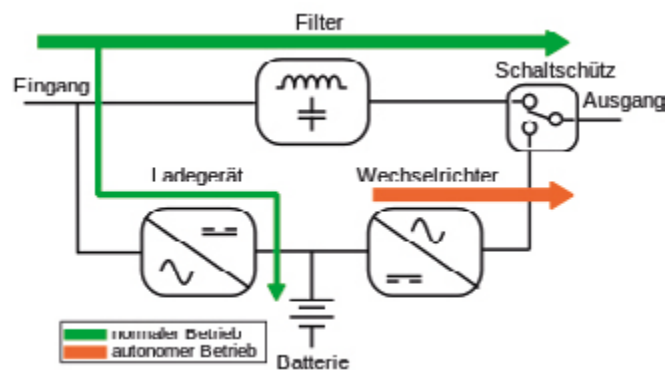 Filter
Eingang
Schaltschütz
Ausgang
Ladegerät
Wechselrichter
normaler Betrieb
autonomer Betrieb
Batterie